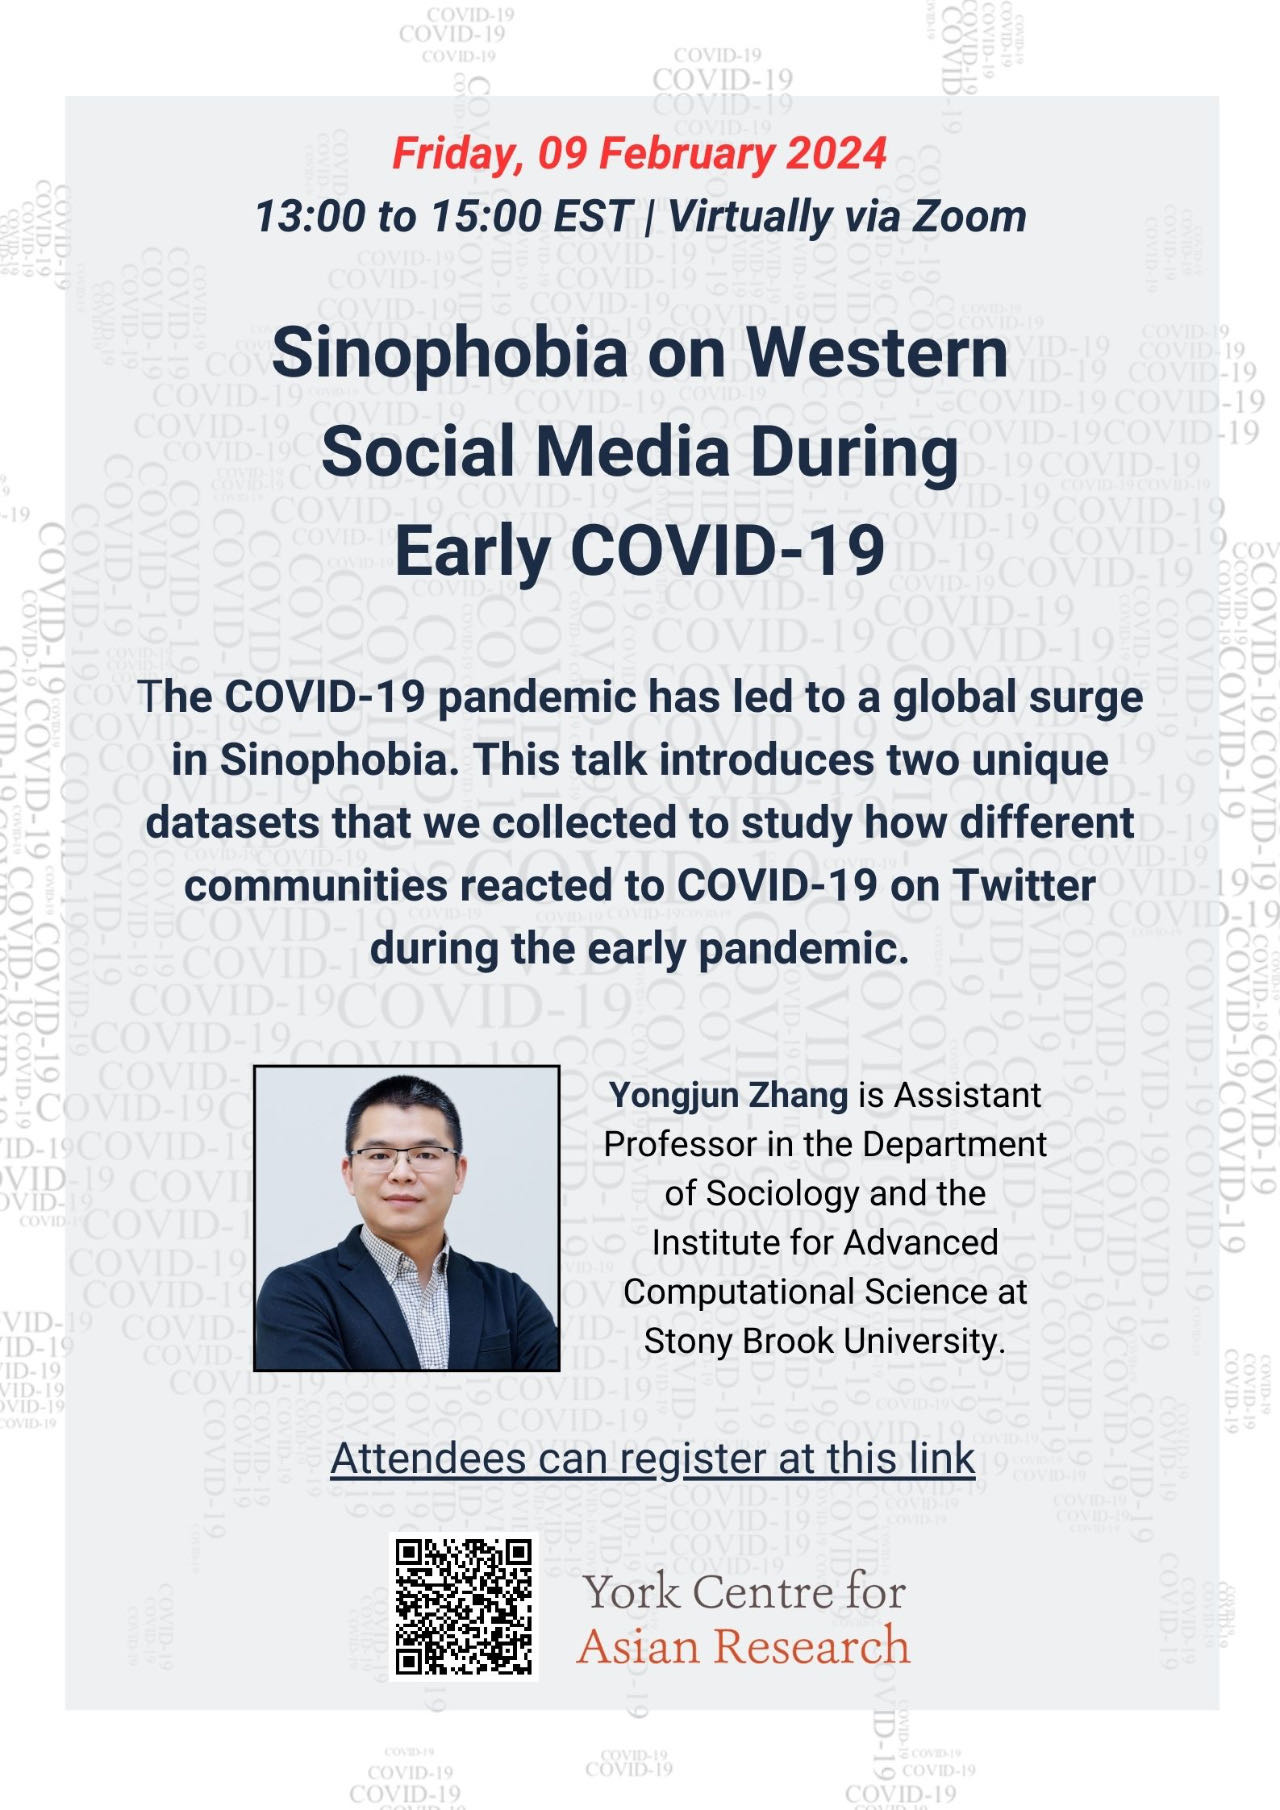 Friday, 09 February 2024
13:00 to 15:00 EST | Virtually via Zoom
Sinophobia on Western
Social Media During
Early COVID-19
The COVID-19 pandemic has led to a global surge
in Sinophobia. This talk introduces two unique
datasets that we collected to study how different
communities reacted to COVID-19 on Twitter
during the early pandemic.
Yongjun Zhang is Assistant
Professor in the Department
of Sociology and the
Institute for Advanced
Computational Science at
Stony Brook University.
Attendees can register at this link
York Centre for
Asian Research